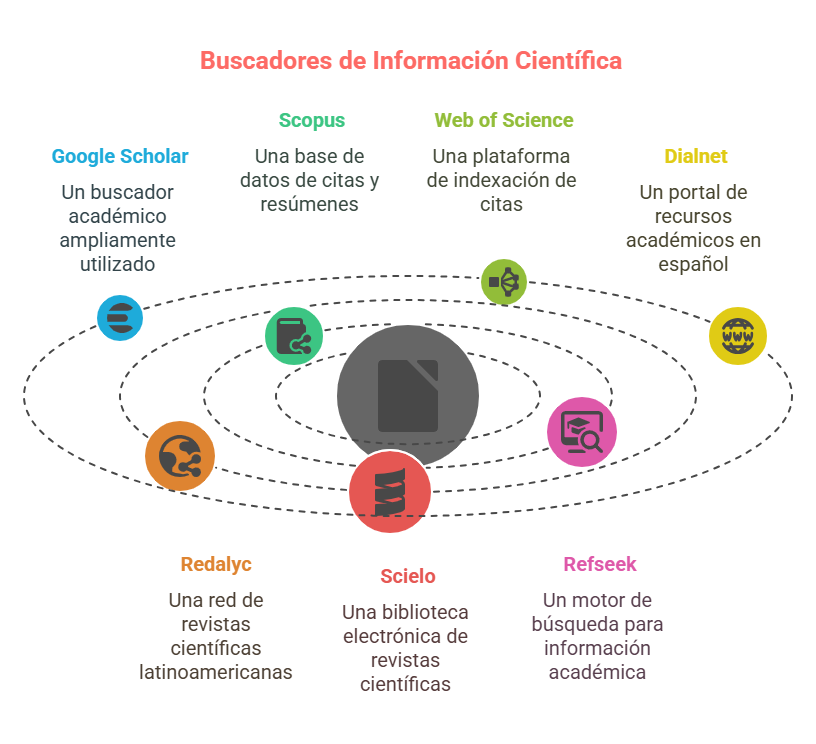 Buscadores de Información Científica
Google Scholar
Un buscador
académico
ampliamente
utilizado
Scopus
Una base de
datos de citas y
resúmenes
Web of Science
Una plataforma
de indexación de
citas
Dialnet
Un portal de
recursos
académicos en
español
WWW
Redalyc
Una red de
revistas
científicas
latinoamericanas
Scielo
Una biblioteca
electrónica de
revistas
científicas
Refseek
Un motor de
búsqueda para
información
académica